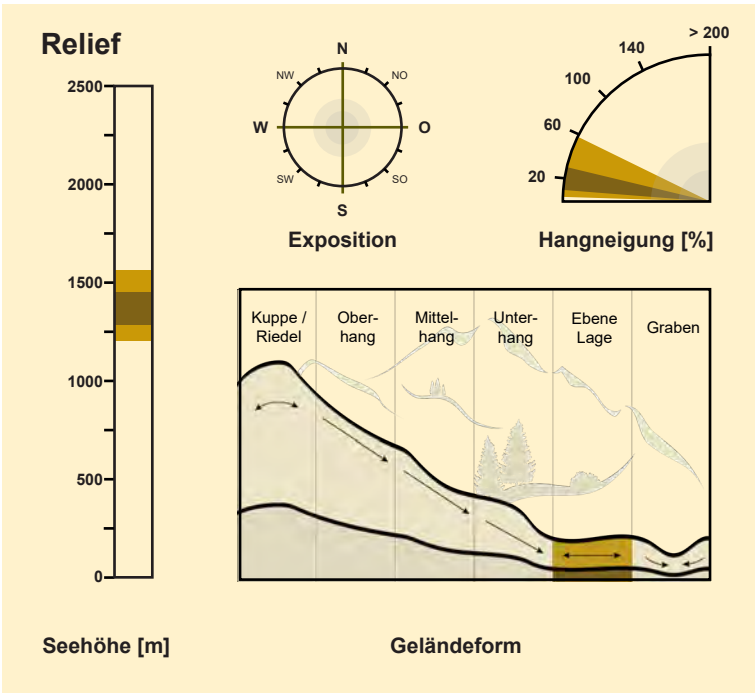 Relief
2500
2000
1500
1000
500
0
Seehöhe [m]
N
NW
NO
W
O
SW
SO
S
Exposition
> 200
140
100
60
20
Hangneigung [%]
Kuppe /
Riedel
Ober-
hang
Mittel-
hang
Unter-
hang
Ebene
Lage
Graben
Geländeform